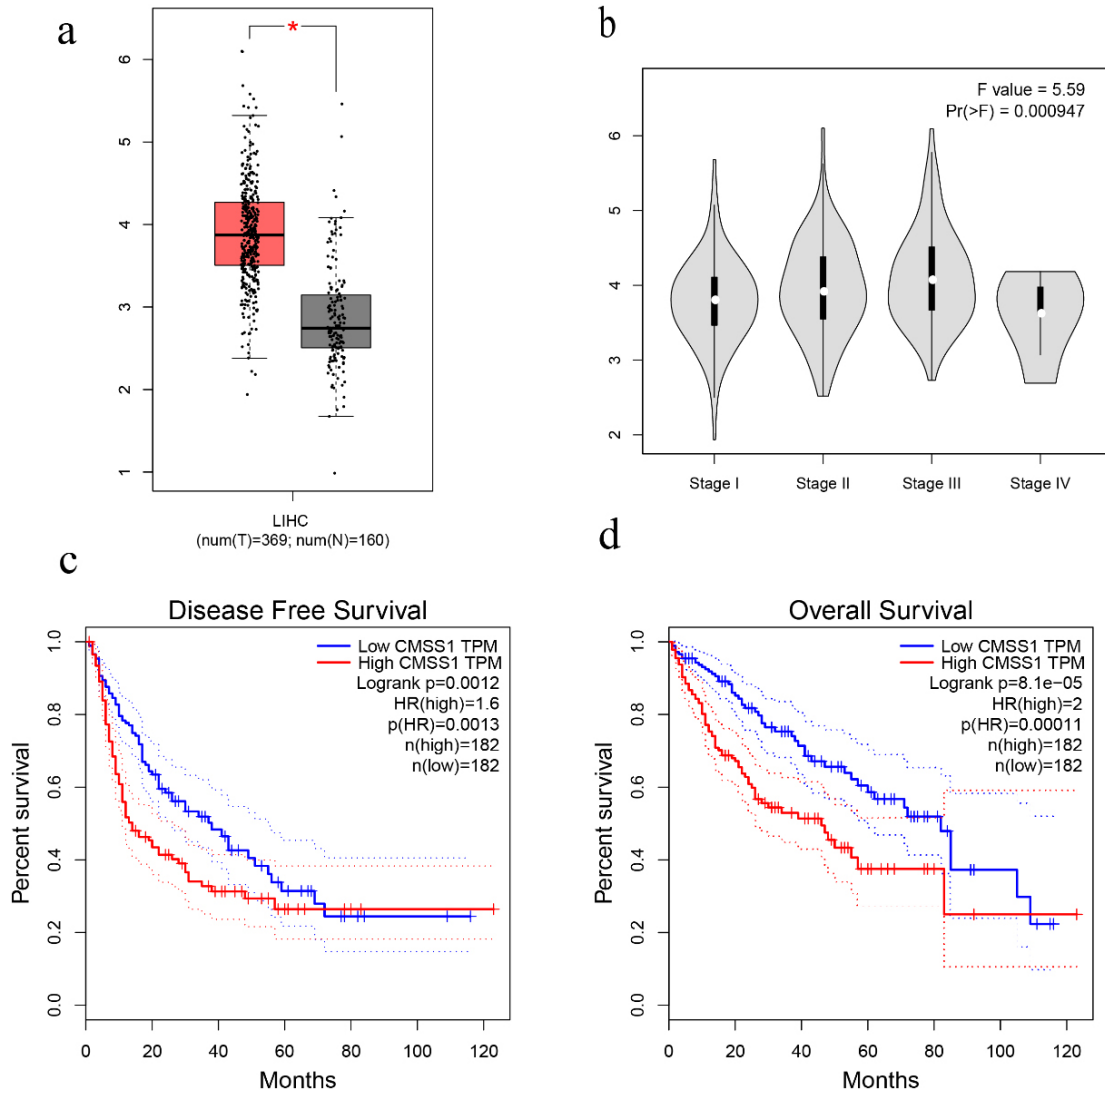 a
*
6
5
4
3
2
1
LIHC
(num(T)=369; num(N)=160)
b
F value = 5.59
Pr(>F) = 0.000947
6
5
4
3
2
Stage I
Stage II
Stage III
Stage IV
c
Disease Free Survival
Low CMSS1 TPM
High CMSS1 TPM
Logrank p=0.0012
HR(high)=1.6
p(HR)=0.0013
n(high)=182
n(low)=182
Percent survival
1.0
0.8
0.6
0.4
0.2
0.0
0 20 40 60 80 100 120
Months
d
Overall Survival
Low CMSS1 TPM
High CMSS1 TPM
Logrank p=8.1e−05
HR(high)=2
p(HR)=0.00011
n(high)=182
n(low)=182
Percent survival
1.0
0.8
0.6
0.4
0.2
0.0
0 20 40 60 80 100 120
Months